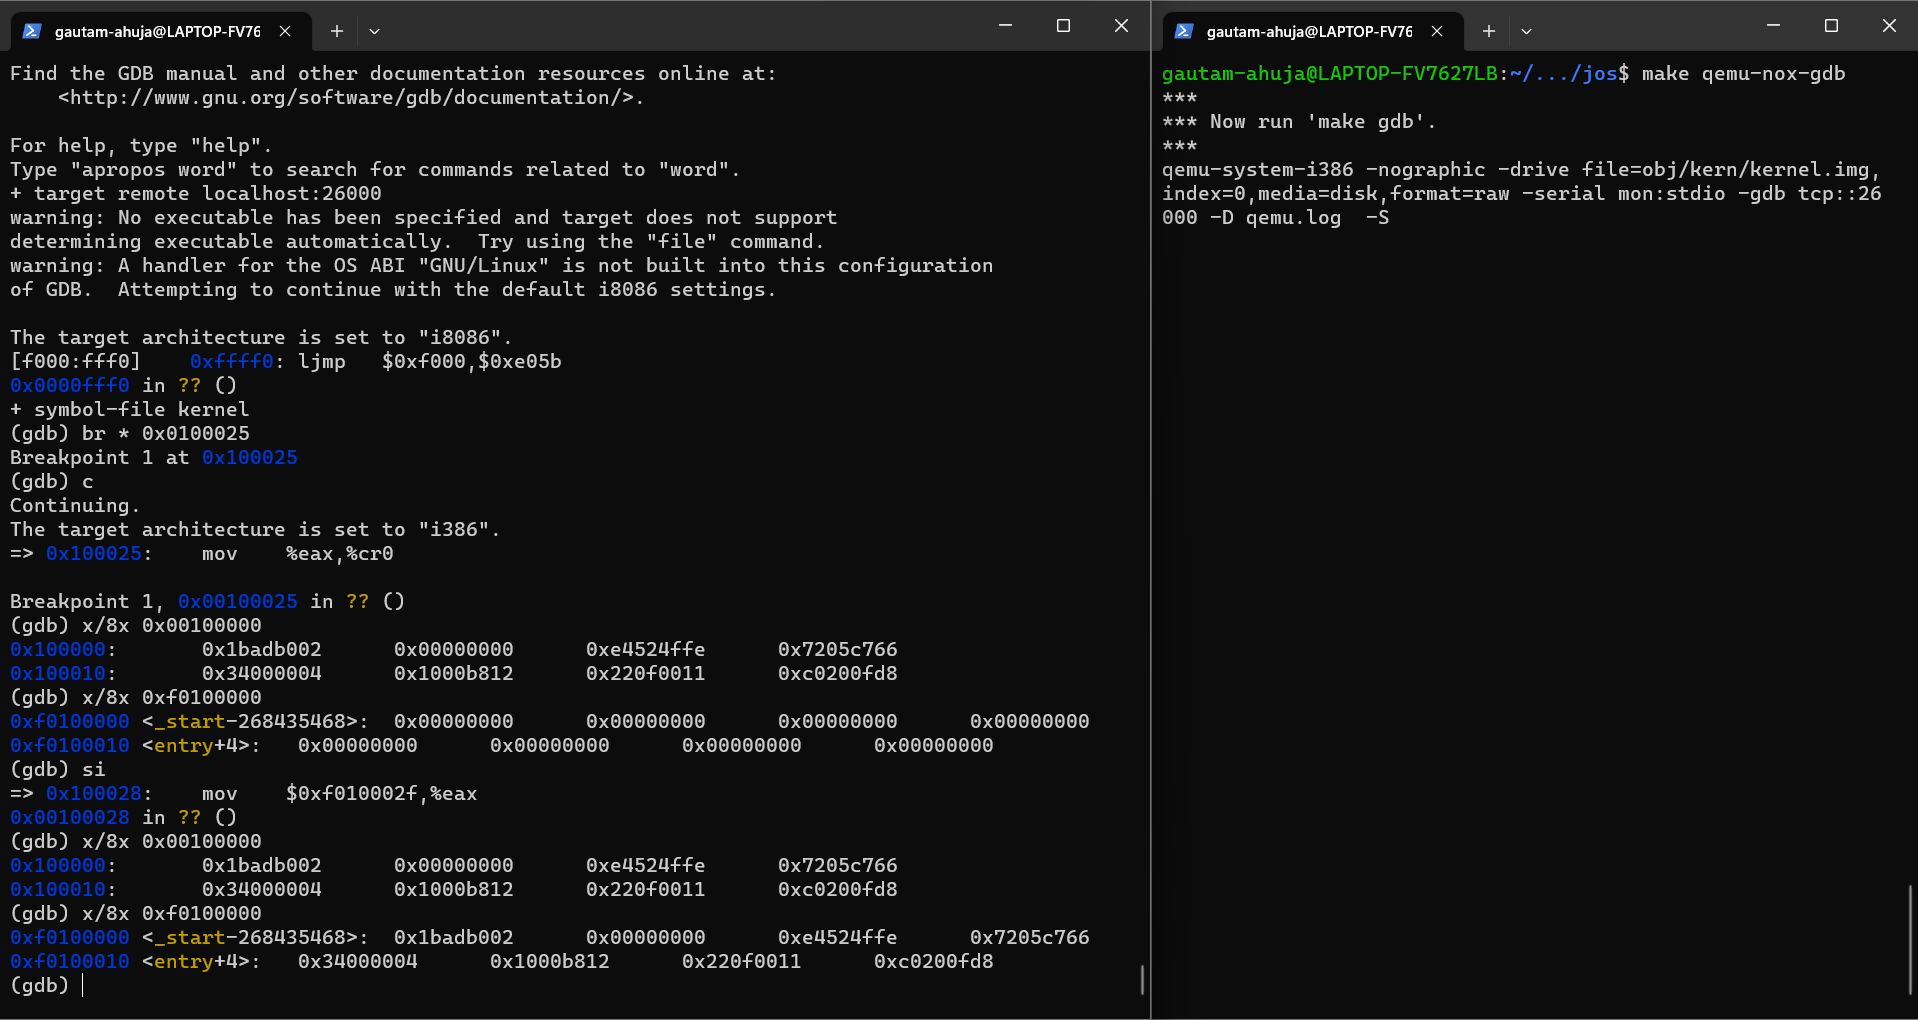 gautam-ahuja@LAPTOP-FV76
Find the GDB manual and other documentation resources online at:
    <http://www.gnu.org/software/gdb/documentation/>.

For help, type "help".
Type "apropos word" to search for commands related to "word".
+ target remote localhost:26000
warning: No executable has been specified and target does not support
determining executable automatically.  Try using the "file" command.
warning: A handler for the OS ABI "GNU/Linux" is not built into this configuration
of GDB.  Attempting to continue with the default i8086 settings.

The target architecture is set to "i8086".
[f000:fff0]    0xffff0: ljmp   $0xf000,$0xe05b
0x0000fff0 in ?? ()
+ symbol-file kernel
(gdb) br * 0x0100025
Breakpoint 1 at 0x100025
(gdb) c
Continuing.
The target architecture is set to "i386".
=> 0x100025:    mov    %eax,%cr0

Breakpoint 1, 0x00100025 in ?? ()
(gdb) x/8x 0x00100000
0x100000:       0x1badb002      0x00000000      0xe4524ffe      0x7205c766
0x100010:       0x34000004      0x1000b812      0x220f0011      0xc0200fd8
(gdb) x/8x 0xf0100000
0xf0100000 <_start-268435468>:  0x00000000      0x00000000      0x00000000      0x00000000
0xf0100010 <entry+4>:   0x00000000      0x00000000      0x00000000      0x00000000
(gdb) si
=> 0x100028:    mov    $0xf010002f,%eax
0x00100028 in ?? ()
(gdb) x/8x 0x00100000
0x100000:       0x1badb002      0x00000000      0xe4524ffe      0x7205c766
0x100010:       0x34000004      0x1000b812      0x220f0011      0xc0200fd8
(gdb) x/8x 0xf0100000
0xf0100000 <_start-268435468>:  0x1badb002      0x00000000      0xe4524ffe      0x7205c766
0xf0100010 <entry+4>:   0x34000004      0x1000b812      0x220f0011      0xc0200fd8
(gdb)
gautam-ahuja@LAPTOP-FV76
gautam-ahuja@LAPTOP-FV7627LB:~/.../jos$ make qemu-nox-gdb
***
*** Now run 'make gdb'.
***
qemu-system-i386 -nographic -drive file=obj/kern/kernel.img,
index=0,media=disk,format=raw -serial mon:stdio -gdb tcp::26
000 -D qemu.log  -S